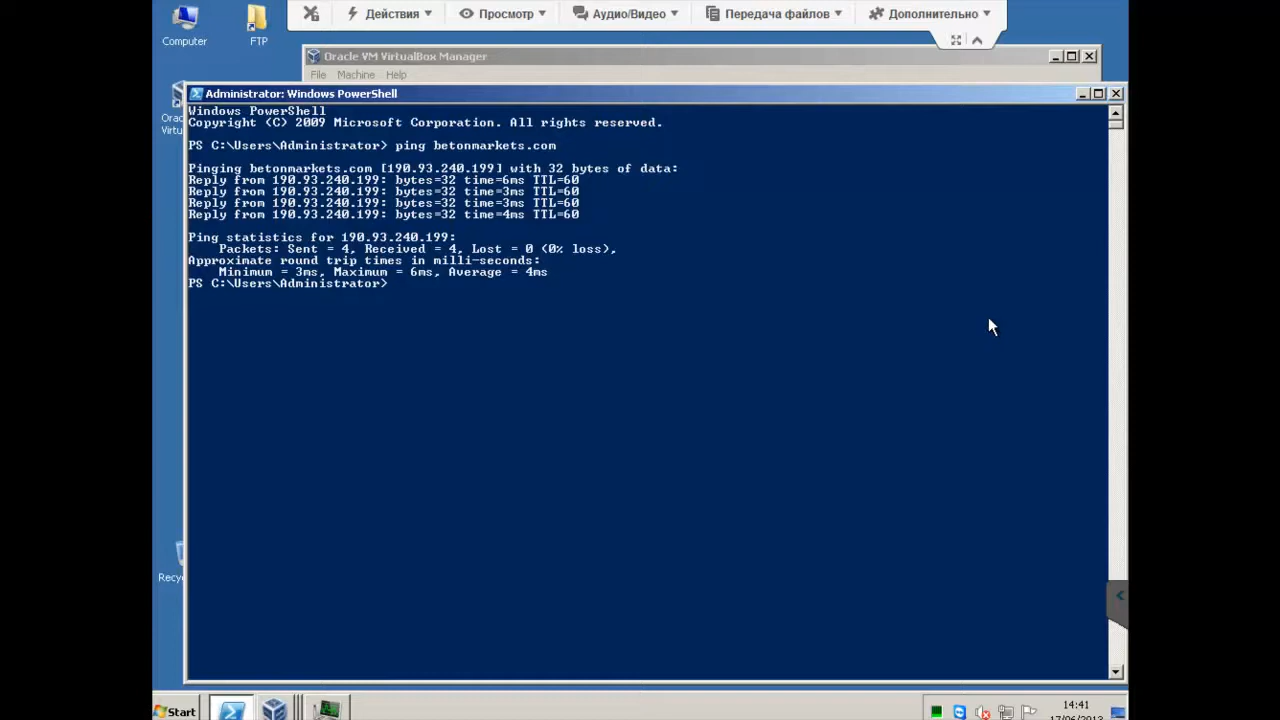 Действия
Просмотр
Аудио/Видео
Передача файлов
Дополнительно
Computer
FTP
Oracle VM VirtualBox Manager
File Machine Help
Administrator: Windows PowerShell
Windows PowerShell
Copyright (C) 2009 Microsoft Corporation. All rights reserved.
PS C:\Users\Administrator> ping betonmarkets.com
Pinging betonmarkets.com [190.93.240.199] with 32 bytes of data:
Reply from 190.93.240.199: bytes=32 time=6ms TTL=60
Reply from 190.93.240.199: bytes=32 time=3ms TTL=60
Reply from 190.93.240.199: bytes=32 time=3ms TTL=60
Reply from 190.93.240.199: bytes=32 time=4ms TTL=60
Ping statistics for 190.93.240.199:
Packets: Sent = 4, Received = 4, Lost = 0 (0% loss),
Approximate round trip times in milli-seconds:
Minimum = 3ms, Maximum = 6ms, Average = 4ms
PS C:\Users\Administrator>
Start
14:41
17/06/2013